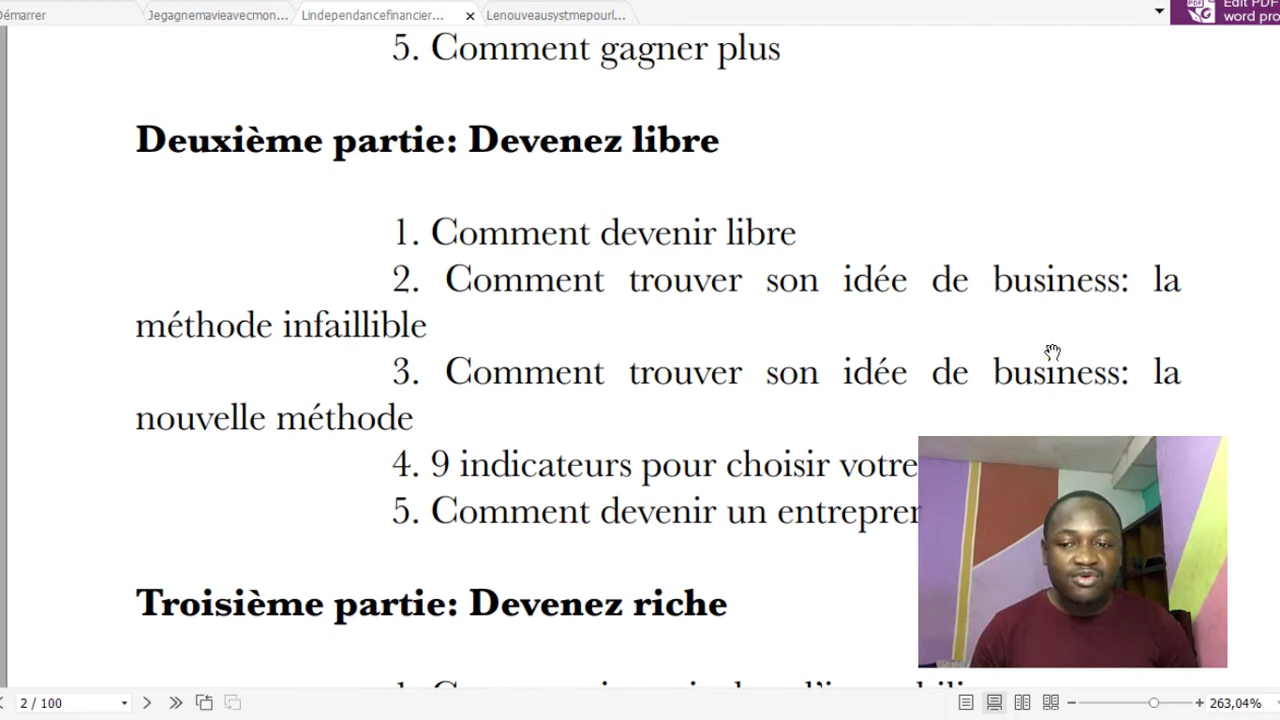 Démarrer
Jegagnemavieavecmon...
Lindependancefinancier...
Lenouveausystmepourl...
Edit PDF
word pro
5. Comment gagner plus
Deuxième partie: Devenez libre
1. Comment devenir libre
2. Comment trouver son idée de business: la
méthode infaillible
3. Comment trouver son idée de business: la
nouvelle méthode
4. 9 indicateurs pour choisir votre
5. Comment devenir un entrepren
Troisième partie: Devenez riche
2 / 100
263,04%